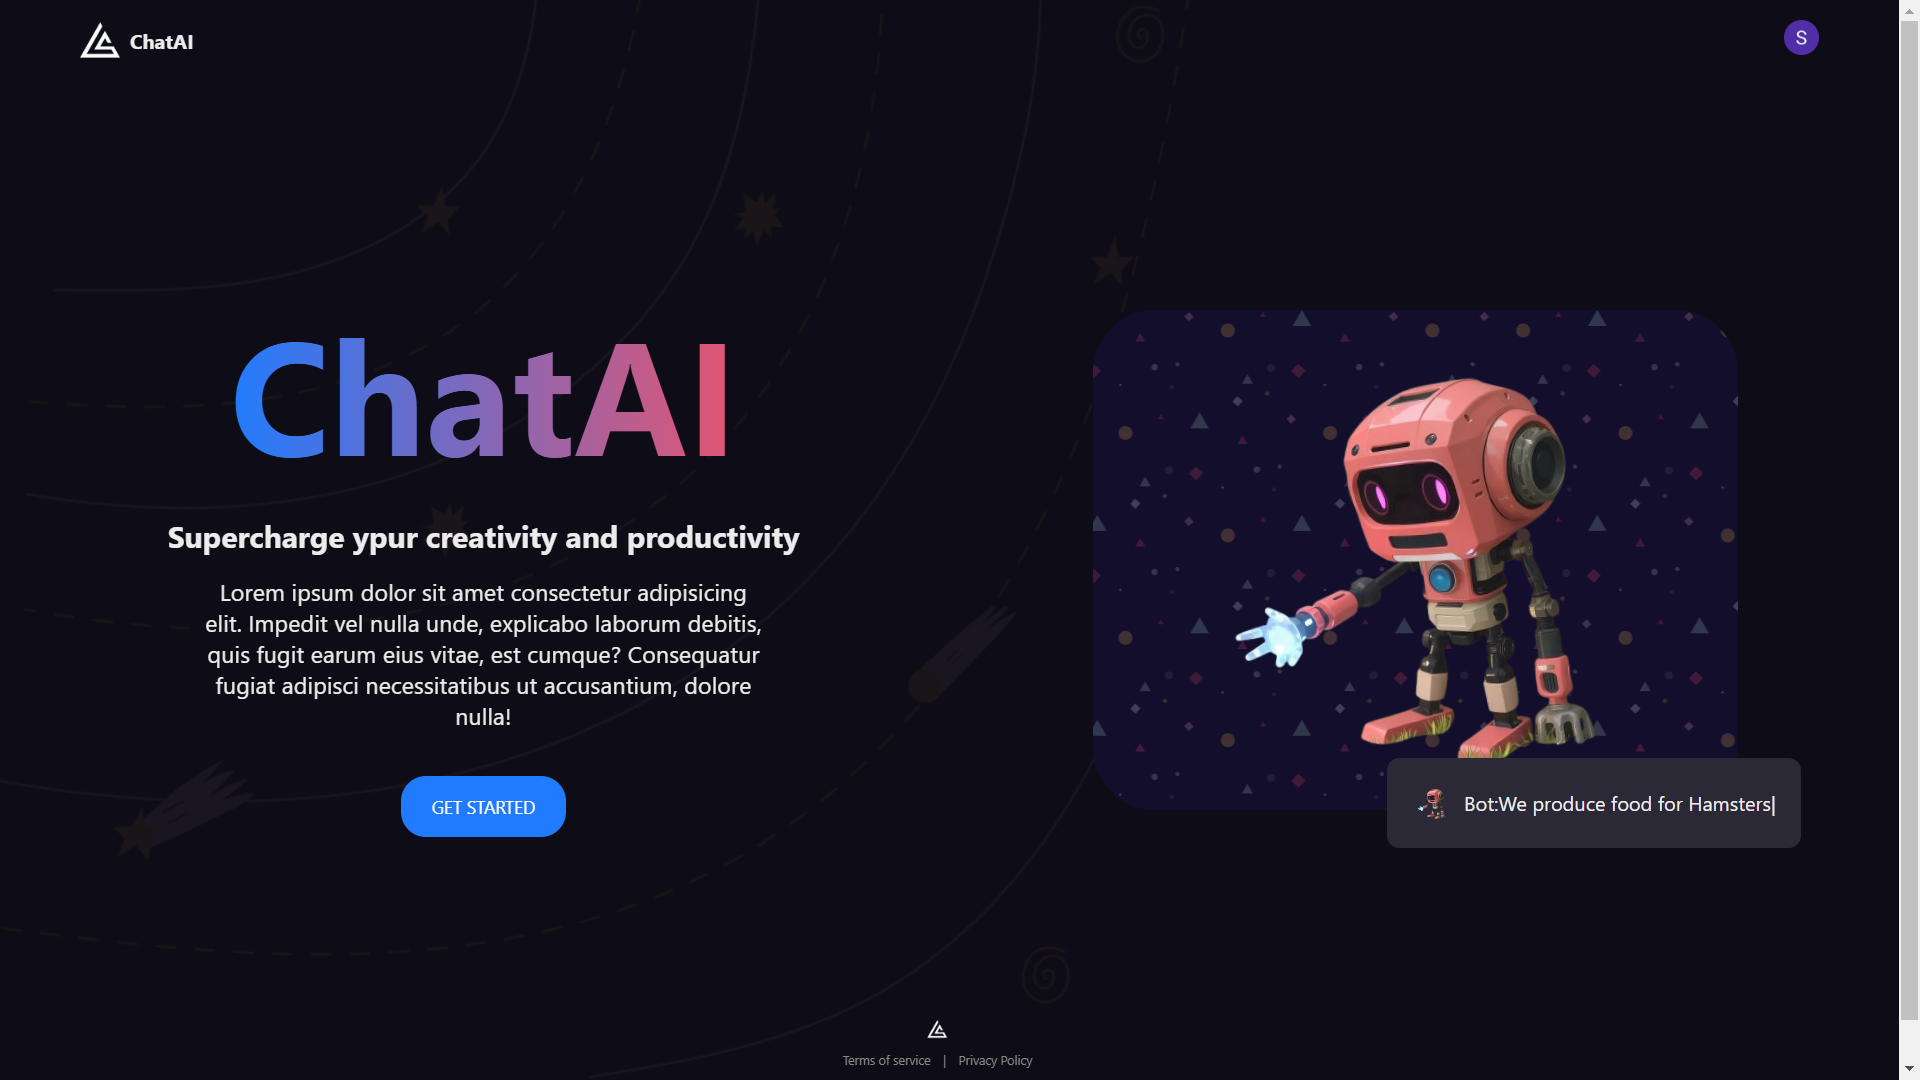 ChatAI
S
ChatAI
Supercharge ypur creativity and productivity
Lorem ipsum dolor sit amet consectetur adipisicing
elit. Impedit vel nulla unde, explicabo laborum debitis,
quis fugit earum eius vitae, est cumque? Consequatur
fugiat adipisci necessitatibus ut accusantium, dolore
nulla!
GET STARTED
Bot:We produce food for Hamsters|
Terms of service | Privacy Policy